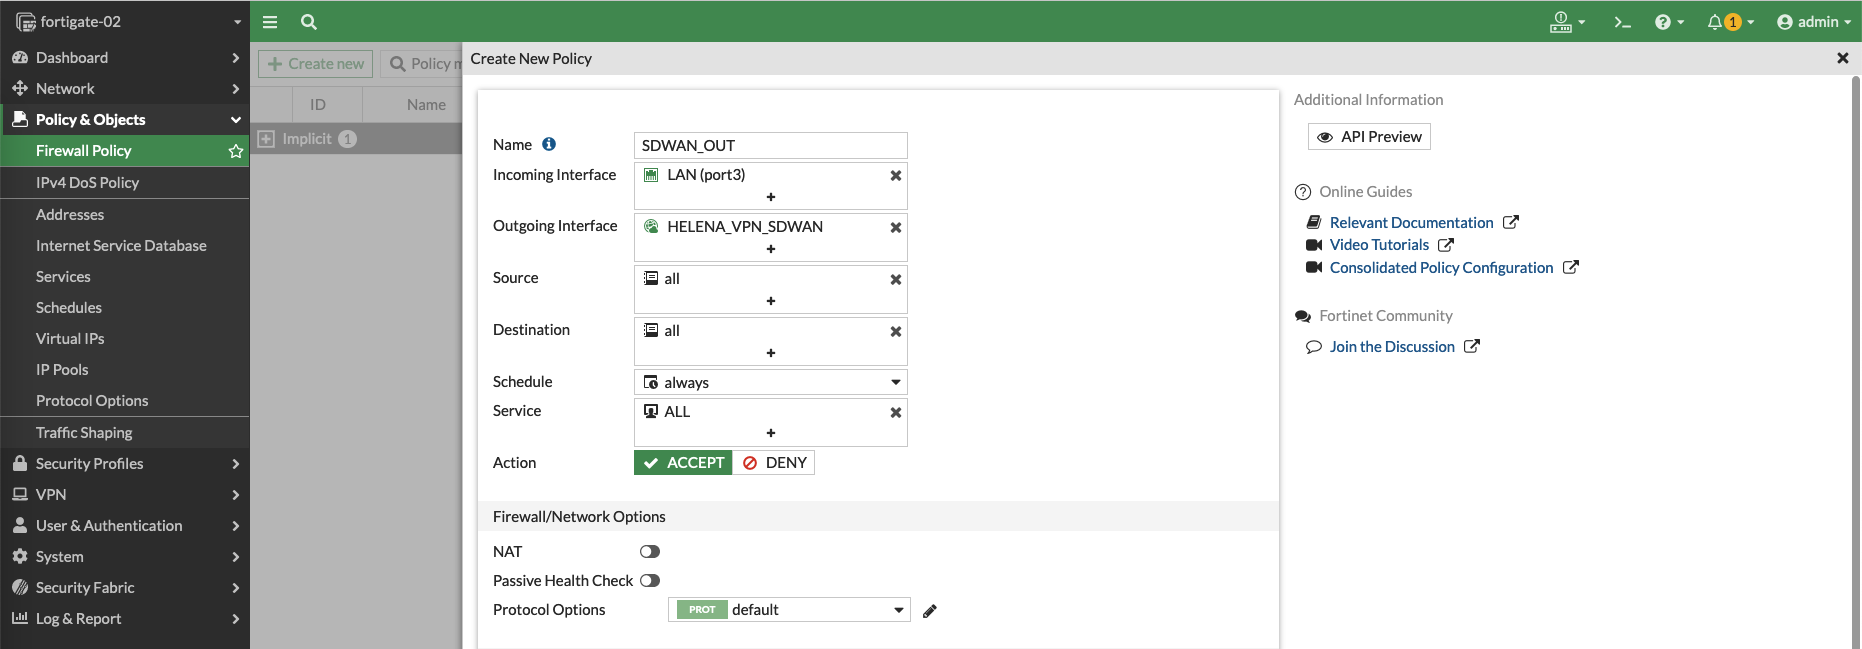 fortigate-02
1
admin
Dashboard
Network
Policy & Objects
Firewall Policy
IPv4 DoS Policy
Addresses
Internet Service Database
Services
Schedules
Virtual IPs
IP Pools
Protocol Options
Traffic Shaping
Security Profiles
VPN
User & Authentication
System
Security Fabric
Log & Report
Create new
Policy
ID
Name
Implicit 1
Create New Policy
Name
SDWAN_OUT
Incoming Interface
LAN (port3)
Outgoing Interface
HELENA_VPN_SDWAN
Source
all
Destination
all
Schedule
always
Service
ALL
Action
ACCEPT
DENY
Firewall/Network Options
NAT
Passive Health Check
Protocol Options
PROT default
Additional Information
API Preview
Online Guides
Relevant Documentation
Video Tutorials
Consolidated Policy Configuration
Fortinet Community
Join the Discussion